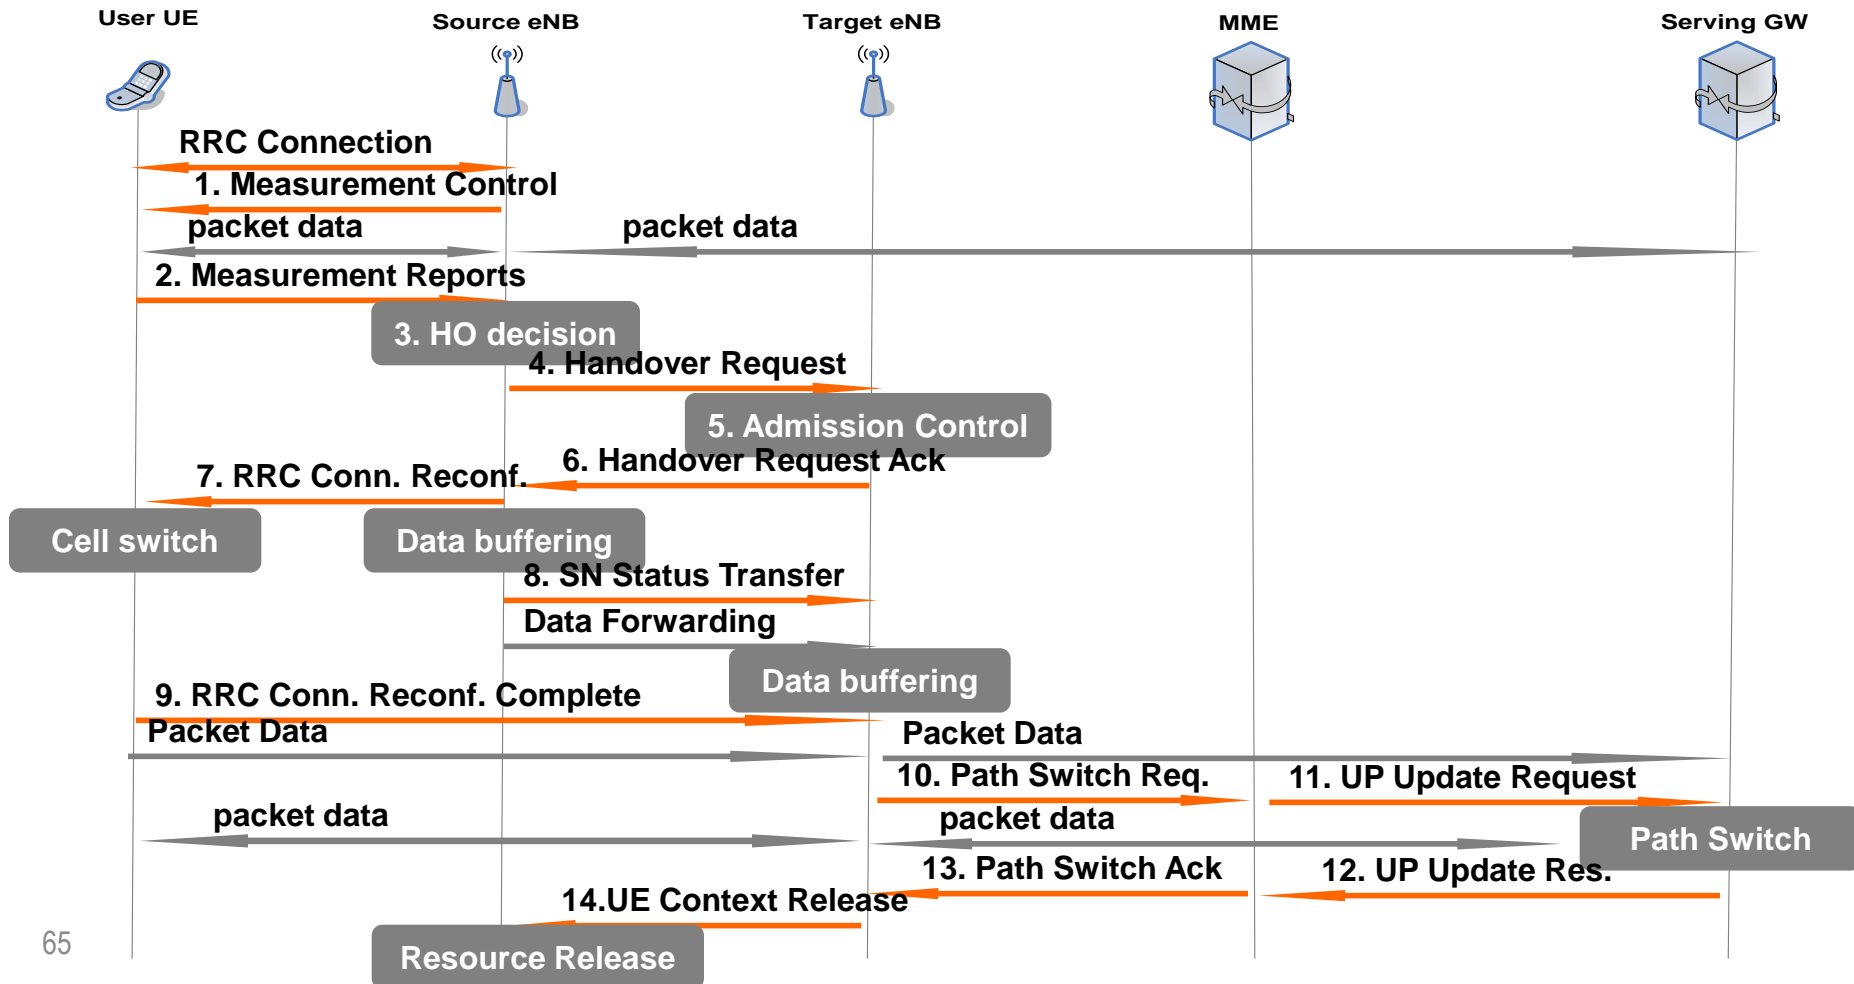 User UE
Source eNB
Target eNB
MME
Serving GW
RRC Connection
1. Measurement Control
packet data
packet data
2. Measurement Reports
3. HO decision
4. Handover Request
5. Admission Control
6. Handover Request Ack
7. RRC Conn. Reconf.
Cell switch
Data buffering
8. SN Status Transfer
Data Forwarding
Data buffering
9. RRC Conn. Reconf. Complete
Packet Data
Packet Data
10. Path Switch Req.
11. UP Update Request
packet data
packet data
Path Switch
13. Path Switch Ack
12. UP Update Res.
14.UE Context Release
Resource Release
65